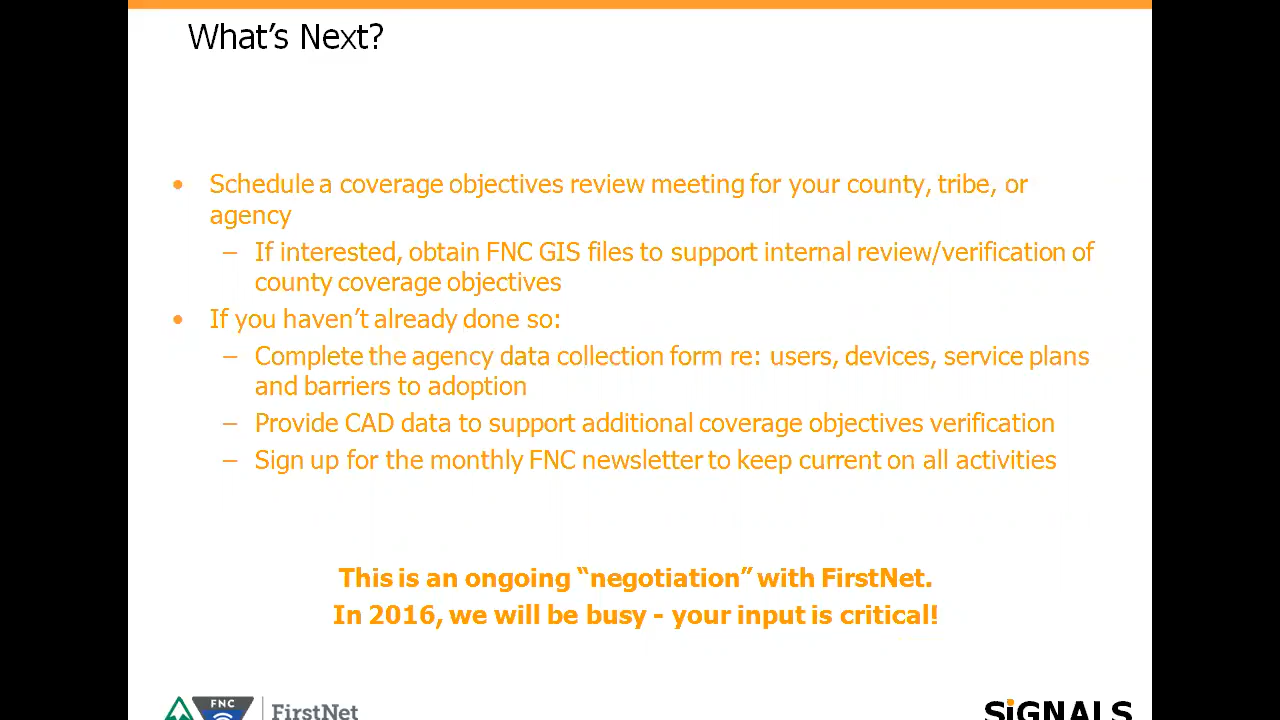 What's Next?
• Schedule a coverage objectives review meeting for your county, tribe, or
agency
– If interested, obtain FNC GIS files to support internal review/verification of
county coverage objectives
• If you haven't already done so:
– Complete the agency data collection form re: users, devices, service plans
and barriers to adoption
– Provide CAD data to support additional coverage objectives verification
– Sign up for the monthly FNC newsletter to keep current on all activities
This is an ongoing “negotiation” with FirstNet.
In 2016, we will be busy - your input is critical!
FNC
FirstNet
SiGNALS